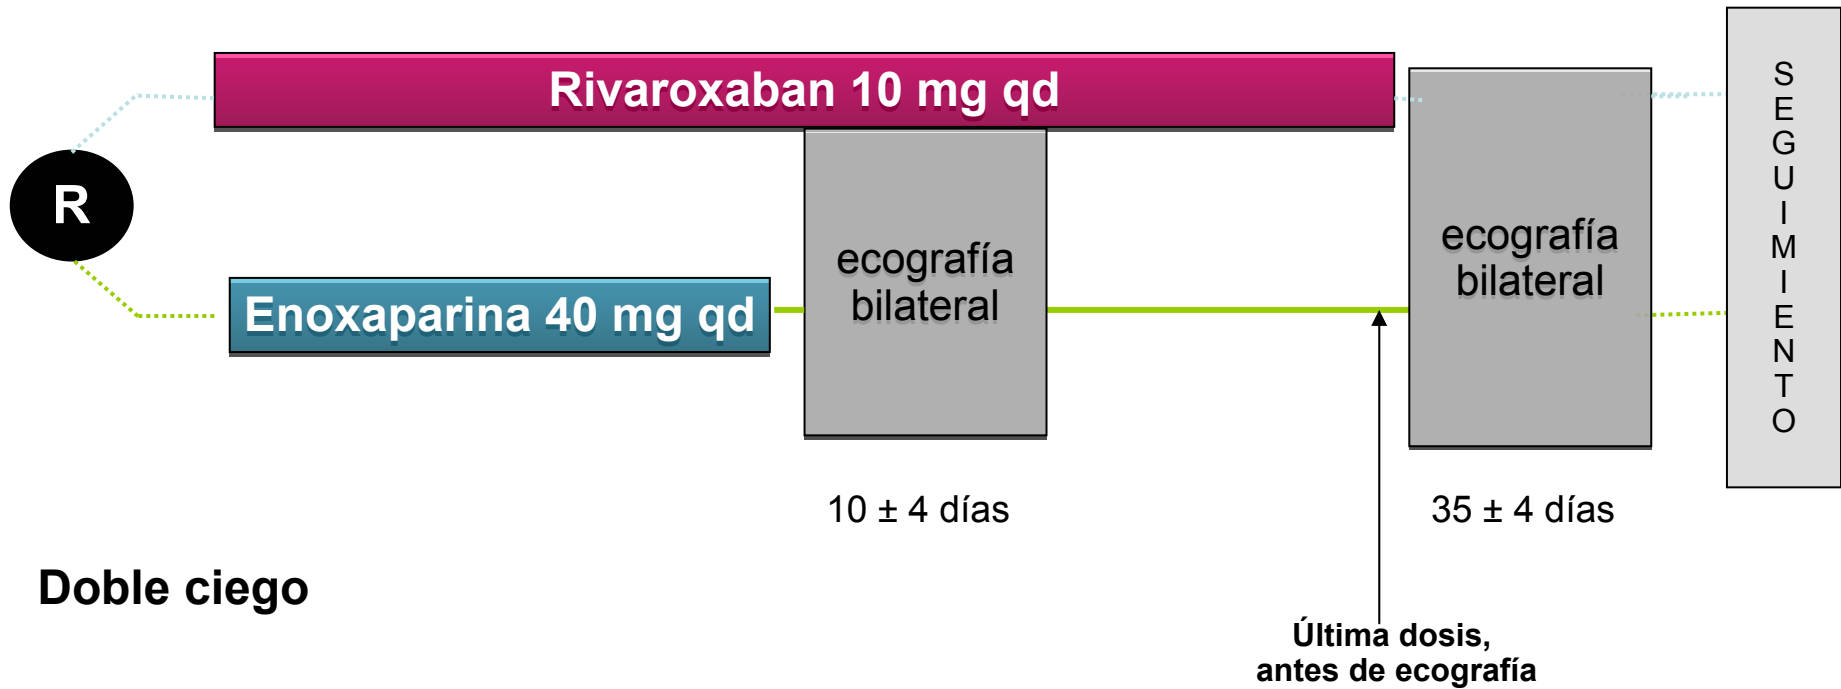 Rivaroxaban 10 mg qd
R
Enoxaparina 40 mg qd
ecografía
bilateral
ecografía
bilateral
SEGUIMIENTO
10 ± 4 días
35 ± 4 días
Doble ciego
Última dosis,
antes de ecografía